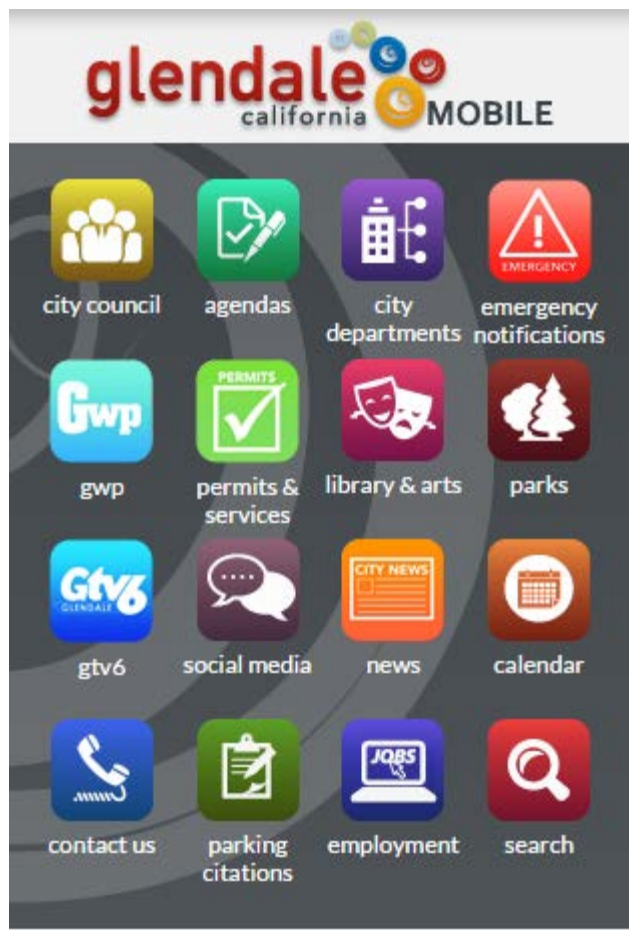 glendale
california MOBILE
EMERGENCY
city council
agendas
city
departments
emergency
notifications
Gwp
PERMITS
gwp
permits &
services
library & arts
parks
Gtv6
GLENDALE
CITY NEWS
gtv6
social media
news
calendar
JOBS
contact us
parking
citations
employment
search